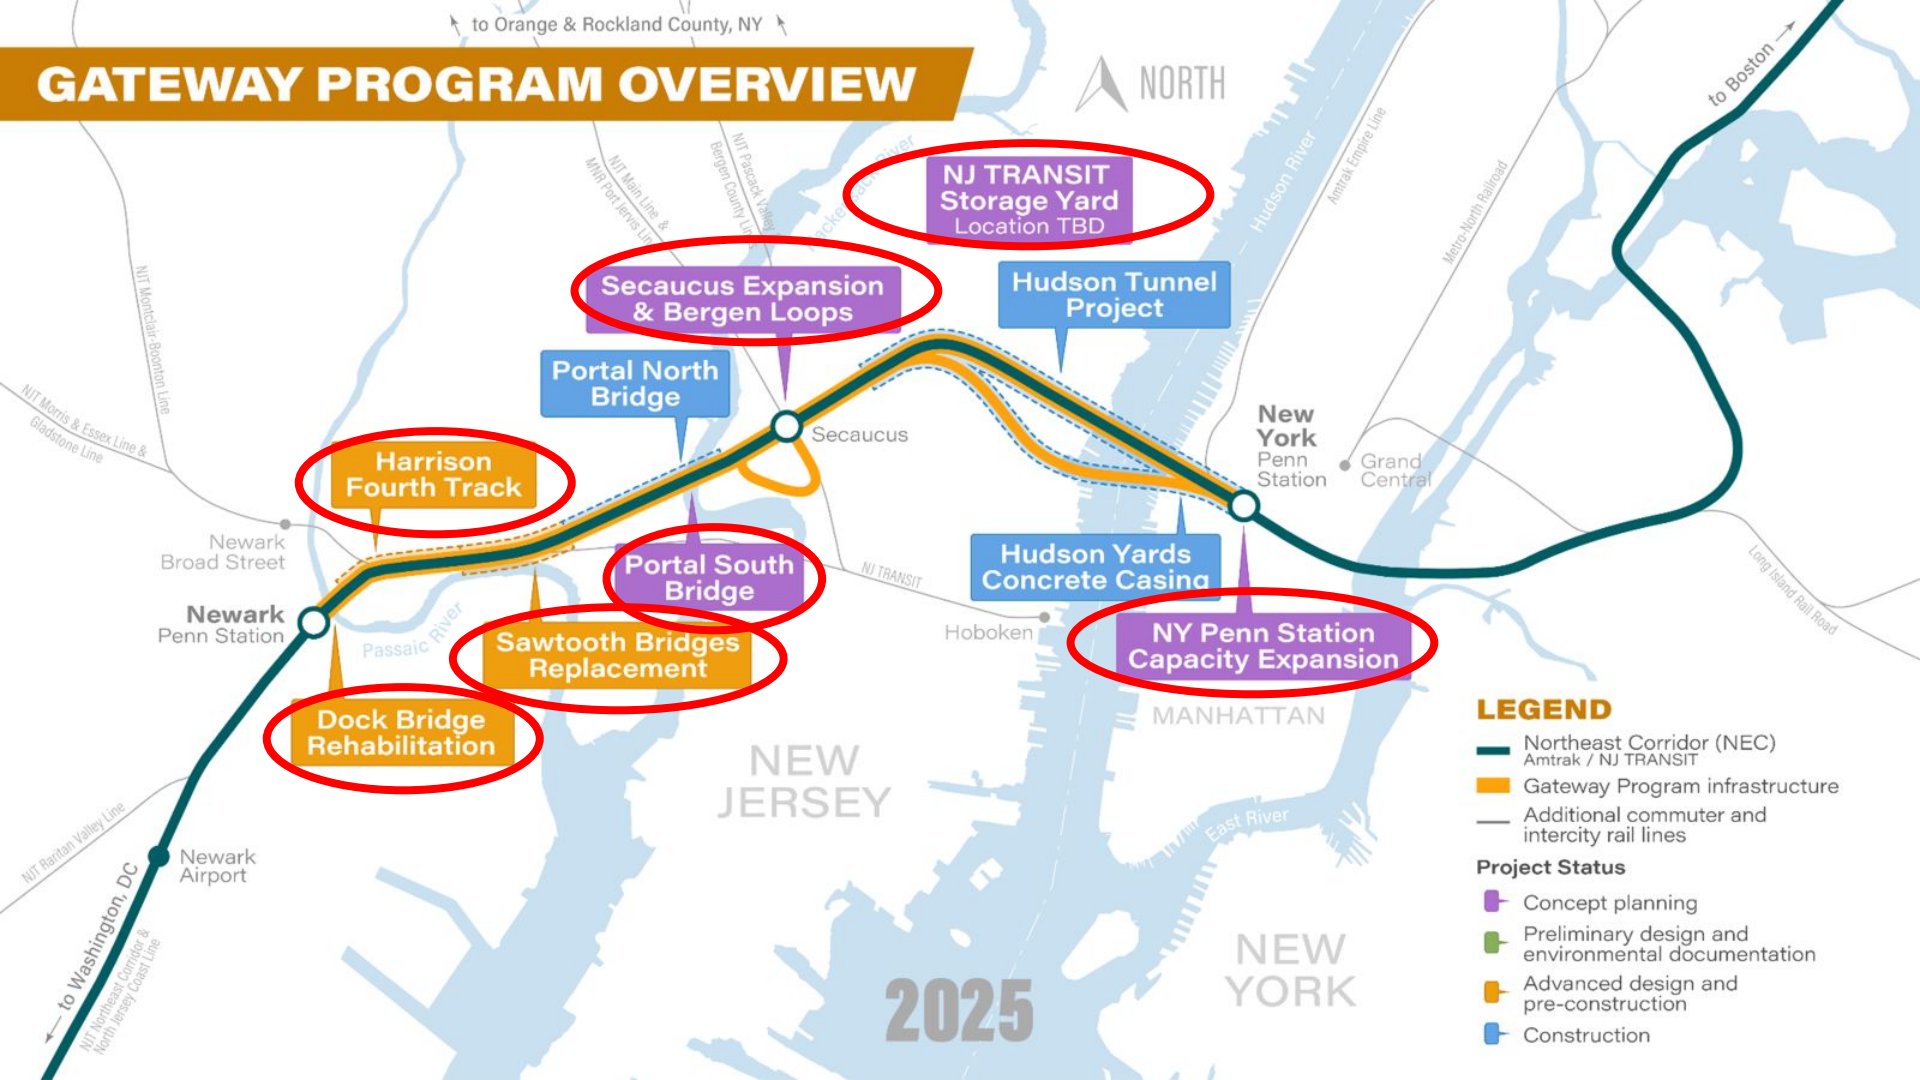 to Orange & Rockland County, NY
GATEWAY PROGRAM OVERVIEW
NORTH
to Boston
NJT Main Line &
MNR Port Jervis Line
NJT Pascack Valley
Bergen County Line
Hackensack River
Hudson River
Amtrak Empire Line
Metro-North Railroad
NJT Montclair-Boonton Line
NJT Morris & Essex Line &
Gladstone Line
NJ TRANSIT
Storage Yard
Location TBD
Secaucus Expansion
& Bergen Loops
Hudson Tunnel
Project
Portal North
Bridge
Secaucus
New
York
Penn
Station
Grand
Central
Harrison
Fourth Track
Newark
Broad Street
Portal South
Bridge
NJ TRANSIT
Hudson Yards
Concrete Casing
Long Island Rail Road
Newark
Penn Station
Passaic River
Sawtooth Bridges
Replacement
Hoboken
NY Penn Station
Capacity Expansion
Dock Bridge
Rehabilitation
MANHATTAN
NEW
JERSEY
East River
NJT Raritan Valley Line
Newark
Airport
to Washington, DC
NJT Northeast Corridor &
North Jersey Coast Line
NEW
YORK
2025
LEGEND
Northeast Corridor (NEC)
Amtrak / NJ TRANSIT
Gateway Program infrastructure
Additional commuter and
intercity rail lines
Project Status
Concept planning
Preliminary design and
environmental documentation
Advanced design and
pre-construction
Construction